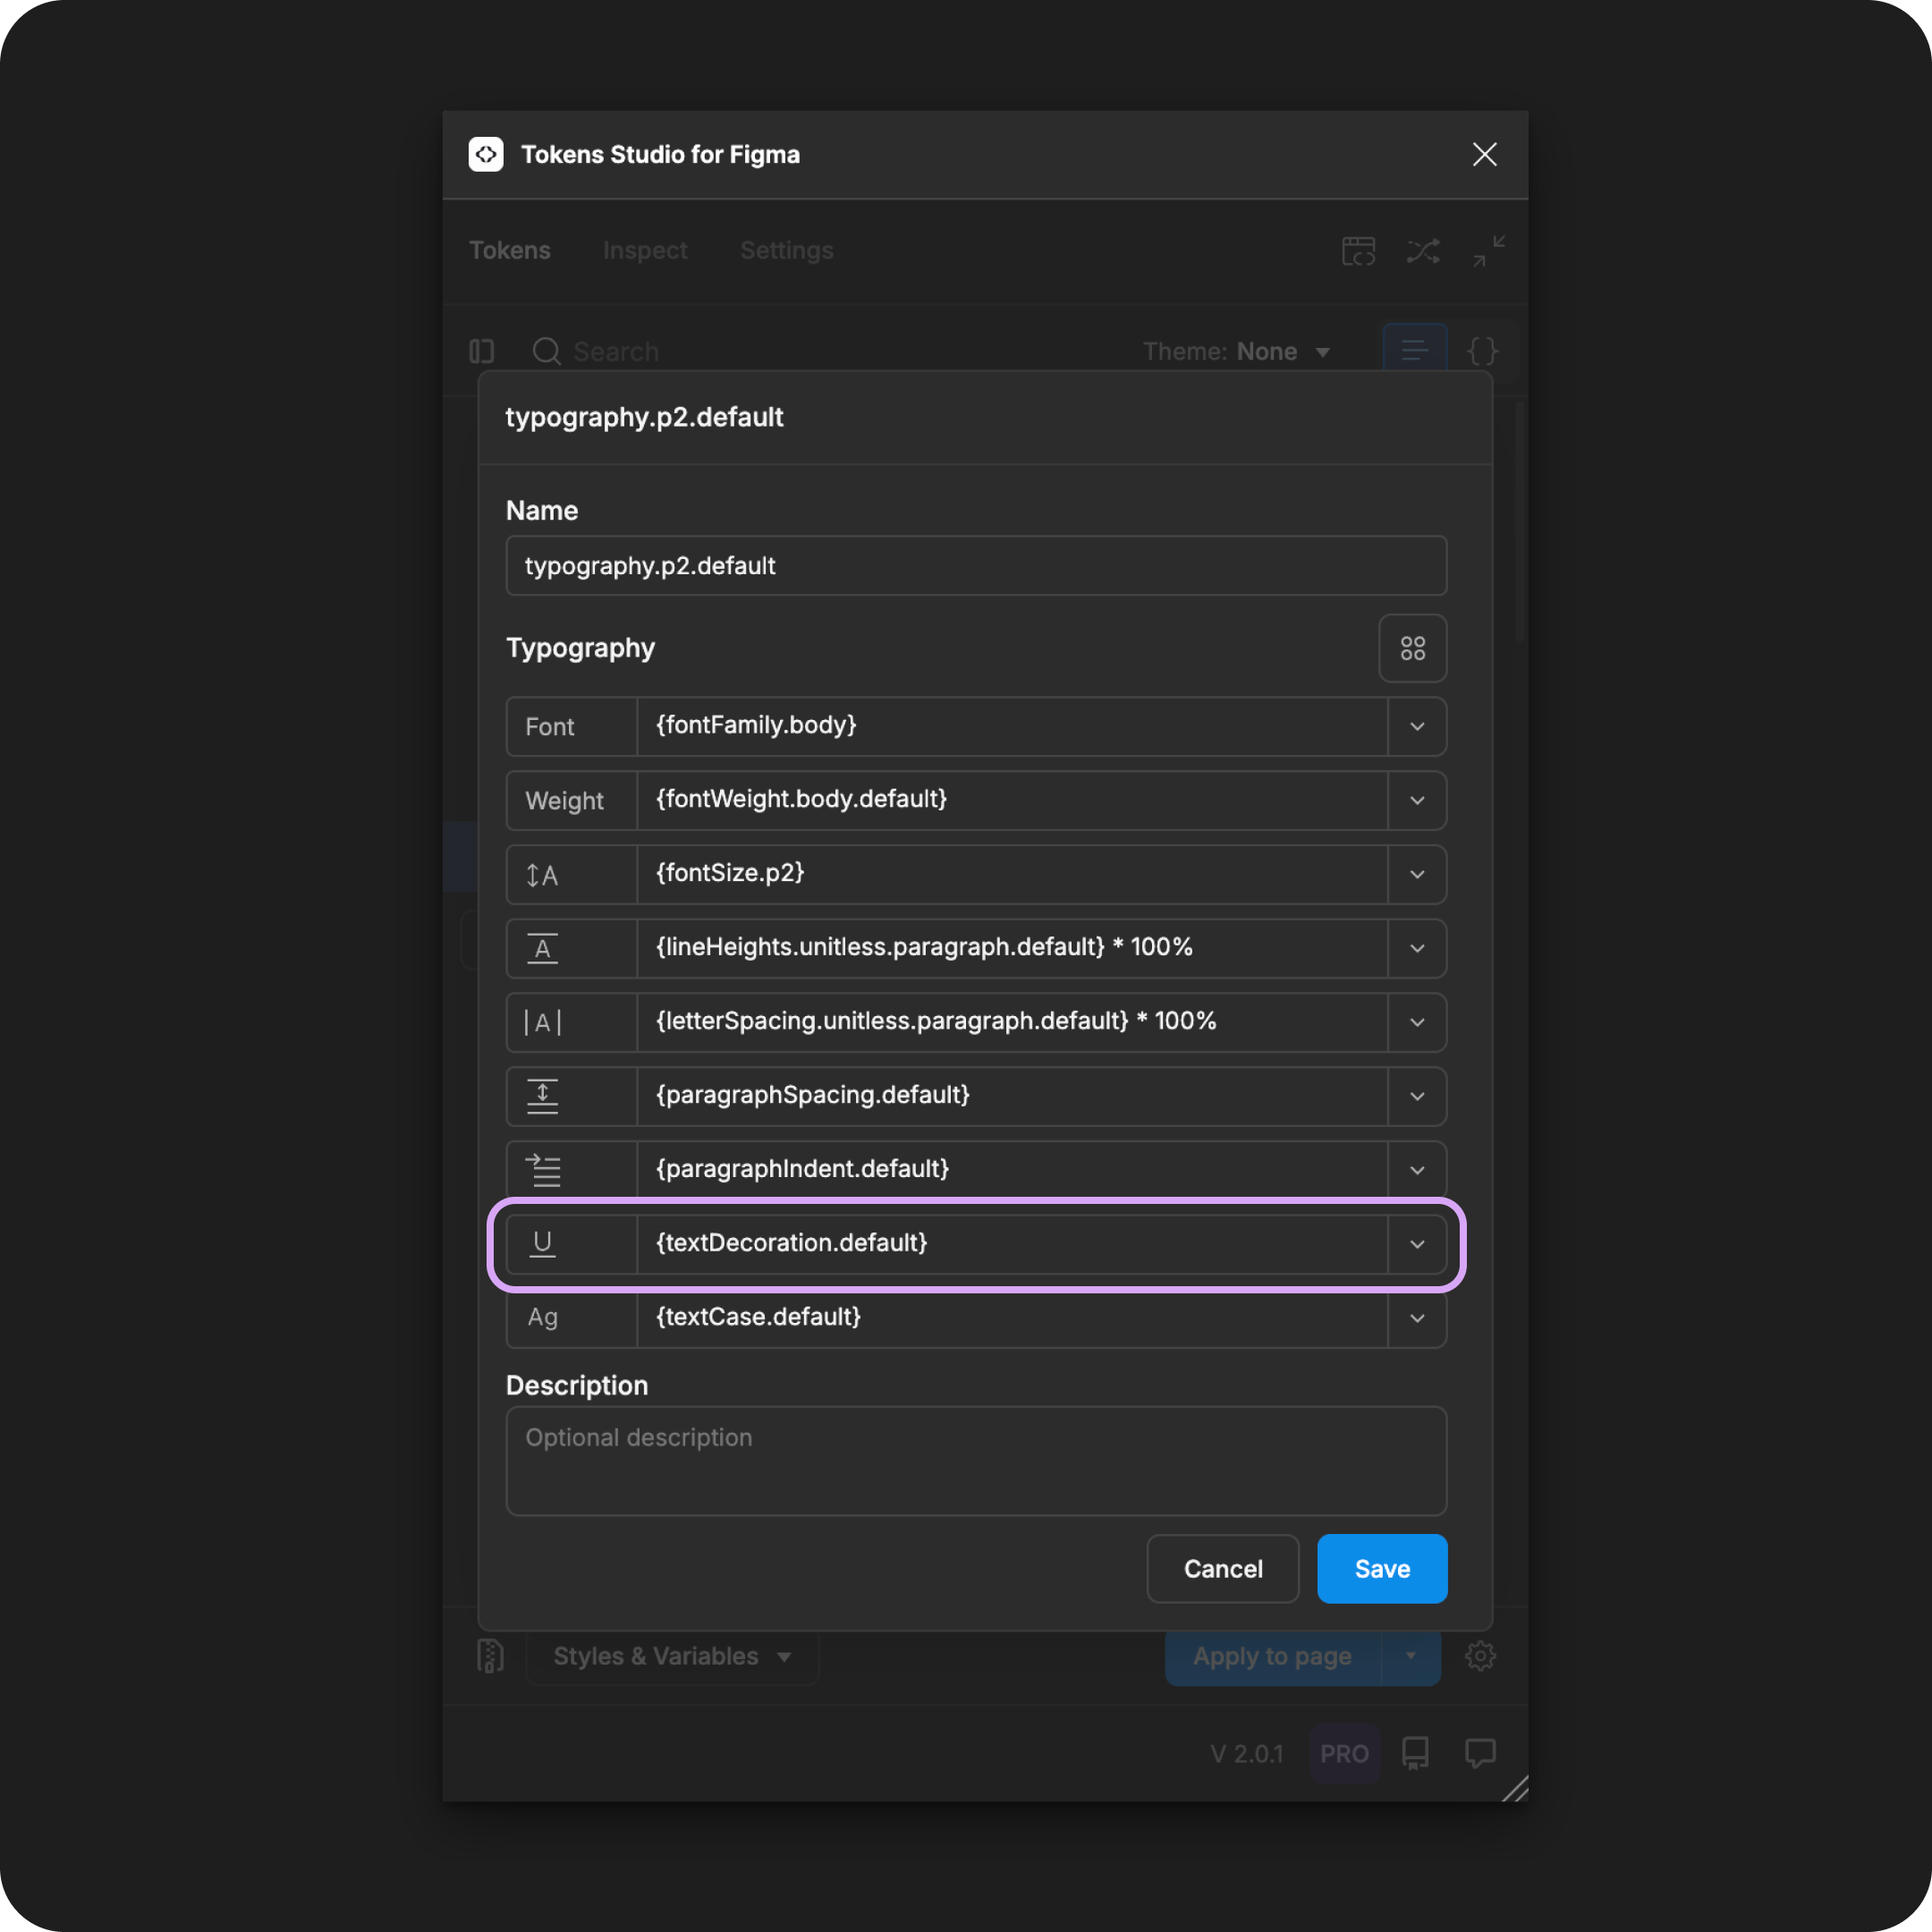 Tokens Studio for Figma
Tokens Inspect Settings
Search Theme: None
typography.p2.default
Name
typography.p2.default
Typography
Font {fontFamily.body}
Weight {fontWeight.body.default}
A {fontSize.p2}
A {lineHeights.unitless.paragraph.default} * 100%
|A| {letterSpacing.unitless.paragraph.default} * 100%
{paragraphSpacing.default}
{paragraphIndent.default}
U {textDecoration.default}
Ag {textCase.default}
Description
Optional description
Cancel Save
Styles & Variables Apply to page
V 2.0.1 PRO